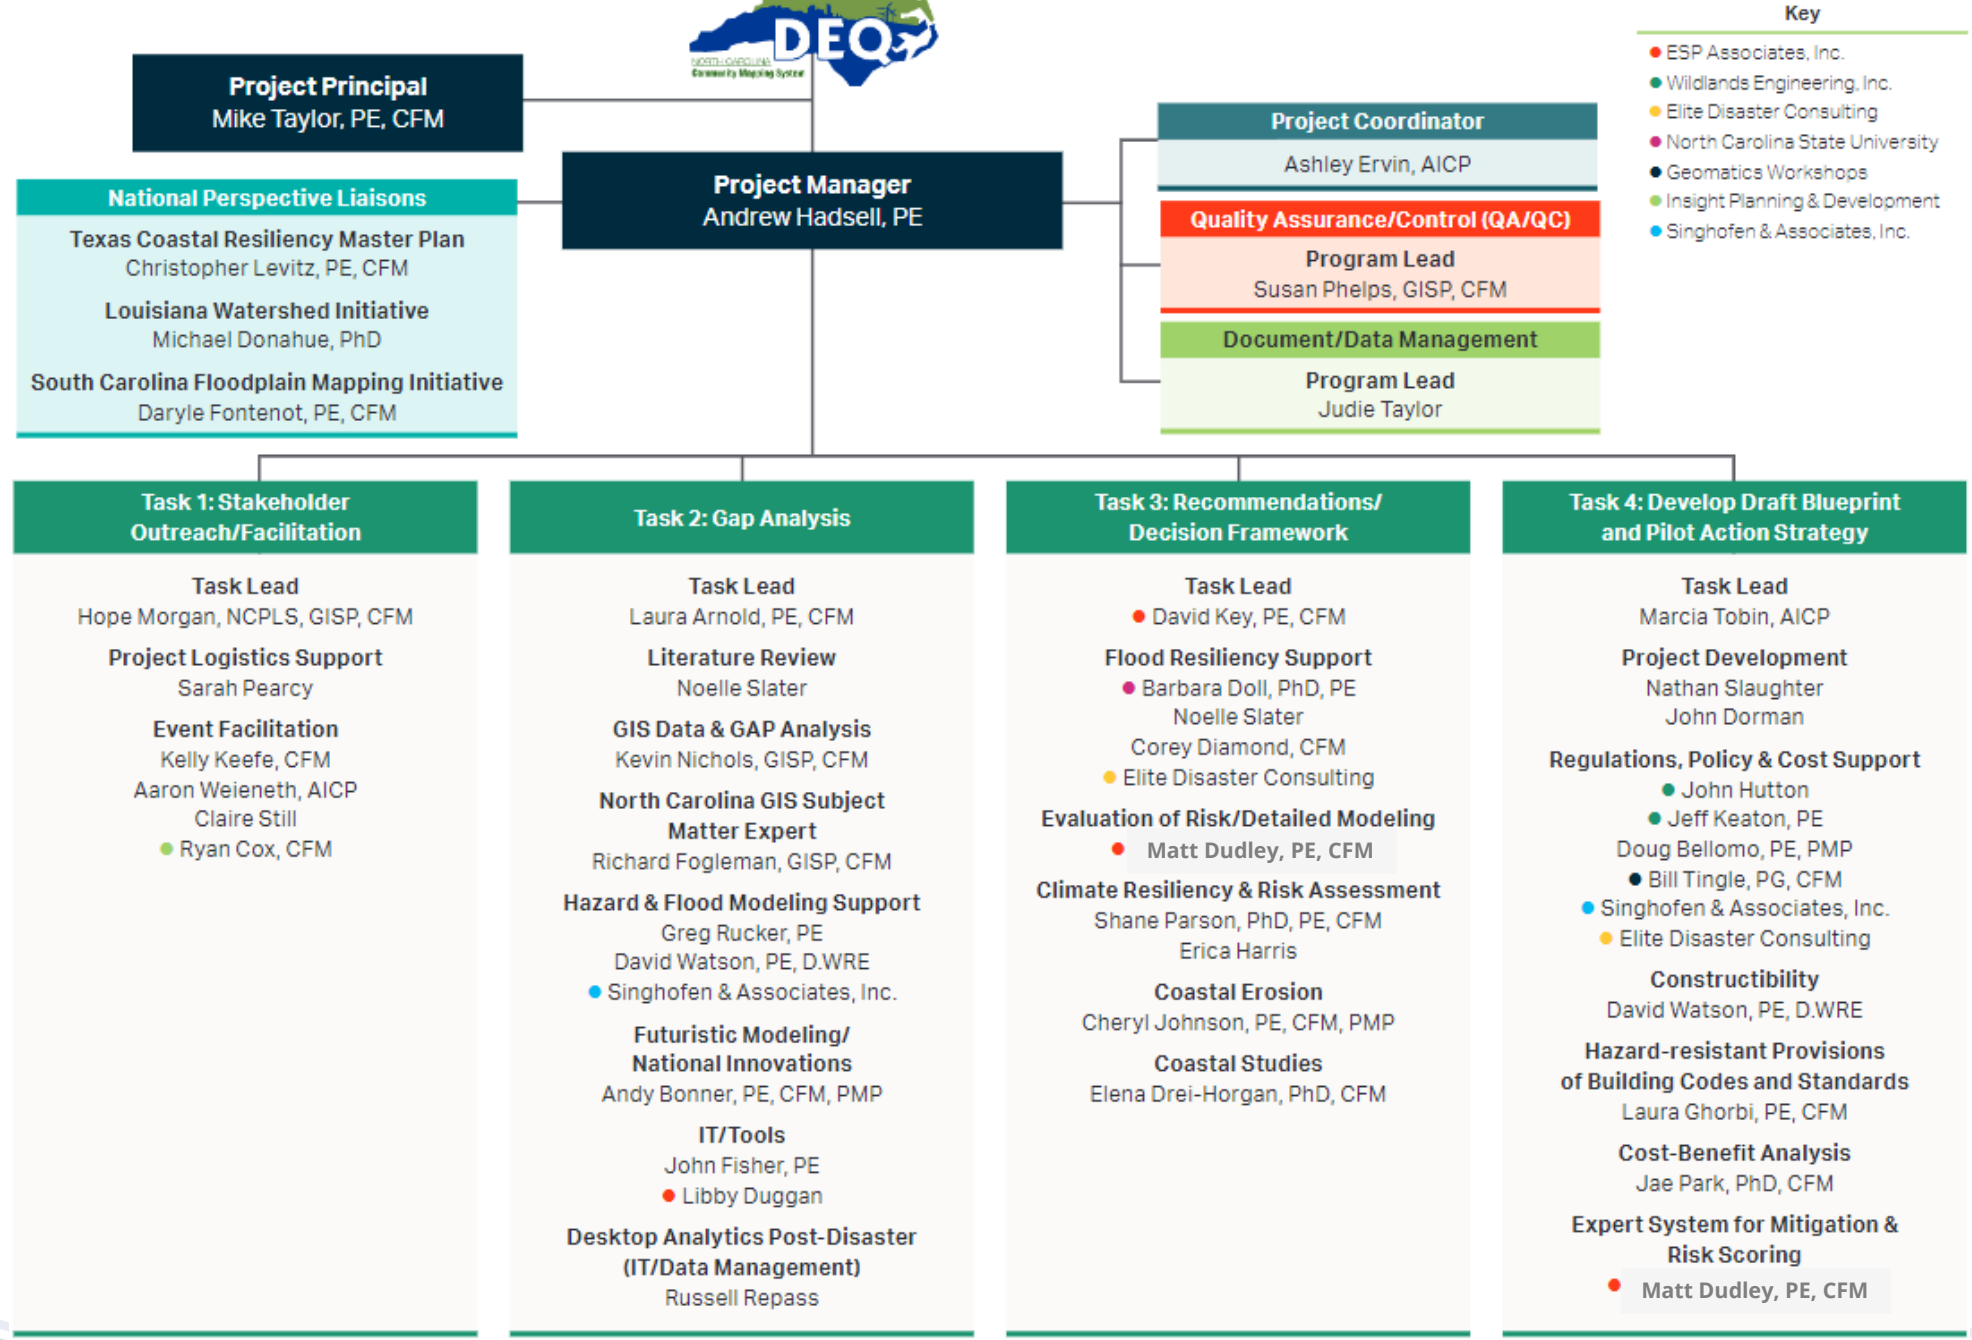 DEQ
NORTH CAROLINA
Community Mapping System
Key
ESP Associates, Inc.
Wildlands Engineering, Inc.
Elite Disaster Consulting
North Carolina State University
Geomatics Workshops
Insight Planning & Development
Singhofen & Associates, Inc.
Project Principal
Mike Taylor, PE, CFM
Project Manager
Andrew Hadsell, PE
National Perspective Liaisons
Texas Coastal Resiliency Master Plan
Christopher Levitz, PE, CFM
Louisiana Watershed Initiative
Michael Donahue, PhD
South Carolina Floodplain Mapping Initiative
Daryle Fontenot, PE, CFM
Project Coordinator
Ashley Ervin, AICP
Quality Assurance/Control (QA/QC)
Program Lead
Susan Phelps, GISP, CFM
Document/Data Management
Program Lead
Judie Taylor
Task 1: Stakeholder
Outreach/Facilitation
Task Lead
Hope Morgan, NCPLS, GISP, CFM
Project Logistics Support
Sarah Pearcy
Event Facilitation
Kelly Keefe, CFM
Aaron Weieneth, AICP
Claire Still
Ryan Cox, CFM
Task 2: Gap Analysis
Task Lead
Laura Arnold, PE, CFM
Literature Review
Noelle Slater
GIS Data & GAP Analysis
Kevin Nichols, GISP, CFM
North Carolina GIS Subject
Matter Expert
Richard Fogleman, GISP, CFM
Hazard & Flood Modeling Support
Greg Rucker, PE
David Watson, PE, D.WRE
Singhofen & Associates, Inc.
Futuristic Modeling/
National Innovations
Andy Bonner, PE, CFM, PMP
IT/Tools
John Fisher, PE
Libby Duggan
Desktop Analytics Post-Disaster
(IT/Data Management)
Russell Repass
Task 3: Recommendations/
Decision Framework
Task Lead
David Key, PE, CFM
Flood Resiliency Support
Barbara Doll, PhD, PE
Noelle Slater
Corey Diamond, CFM
Elite Disaster Consulting
Evaluation of Risk/Detailed Modeling
Matt Dudley, PE, CFM
Climate Resiliency & Risk Assessment
Shane Parson, PhD, PE, CFM
Erica Harris
Coastal Erosion
Cheryl Johnson, PE, CFM, PMP
Coastal Studies
Elena Drei-Horgan, PhD, CFM
Task 4: Develop Draft Blueprint
and Pilot Action Strategy
Task Lead
Marcia Tobin, AICP
Project Development
Nathan Slaughter
John Dorman
Regulations, Policy & Cost Support
John Hutton
Jeff Keaton, PE
Doug Bellomo, PE, PMP
Bill Tingle, PG, CFM
Singhofen & Associates, Inc.
Elite Disaster Consulting
Constructibility
David Watson, PE, D.WRE
Hazard-resistant Provisions
of Building Codes and Standards
Laura Ghorbi, PE, CFM
Cost-Benefit Analysis
Jae Park, PhD, CFM
Expert System for Mitigation &
Risk Scoring
Matt Dudley, PE, CFM